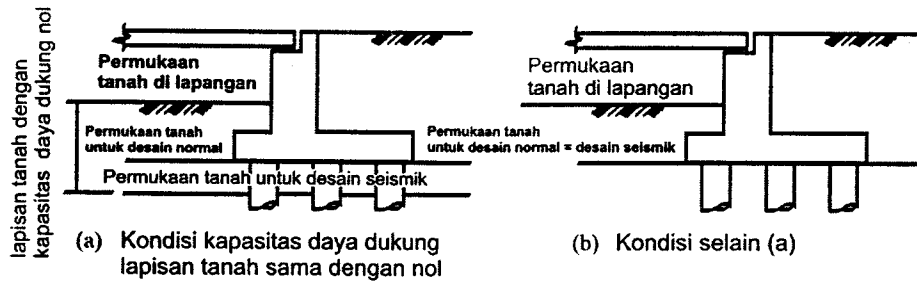 lapisan tanah dengan
kapasitas daya dukung nol
Permukaan
tanah di lapangan
Permukaan tanah
untuk desain normal
Permukaan tanah untuk desain seismik
(a) Kondisi kapasitas daya dukung
lapisan tanah sama dengan nol
Permukaan
tanah di lapangan
Permukaan tanah
untuk desain normal = desain seismik
(b) Kondisi selain (a)